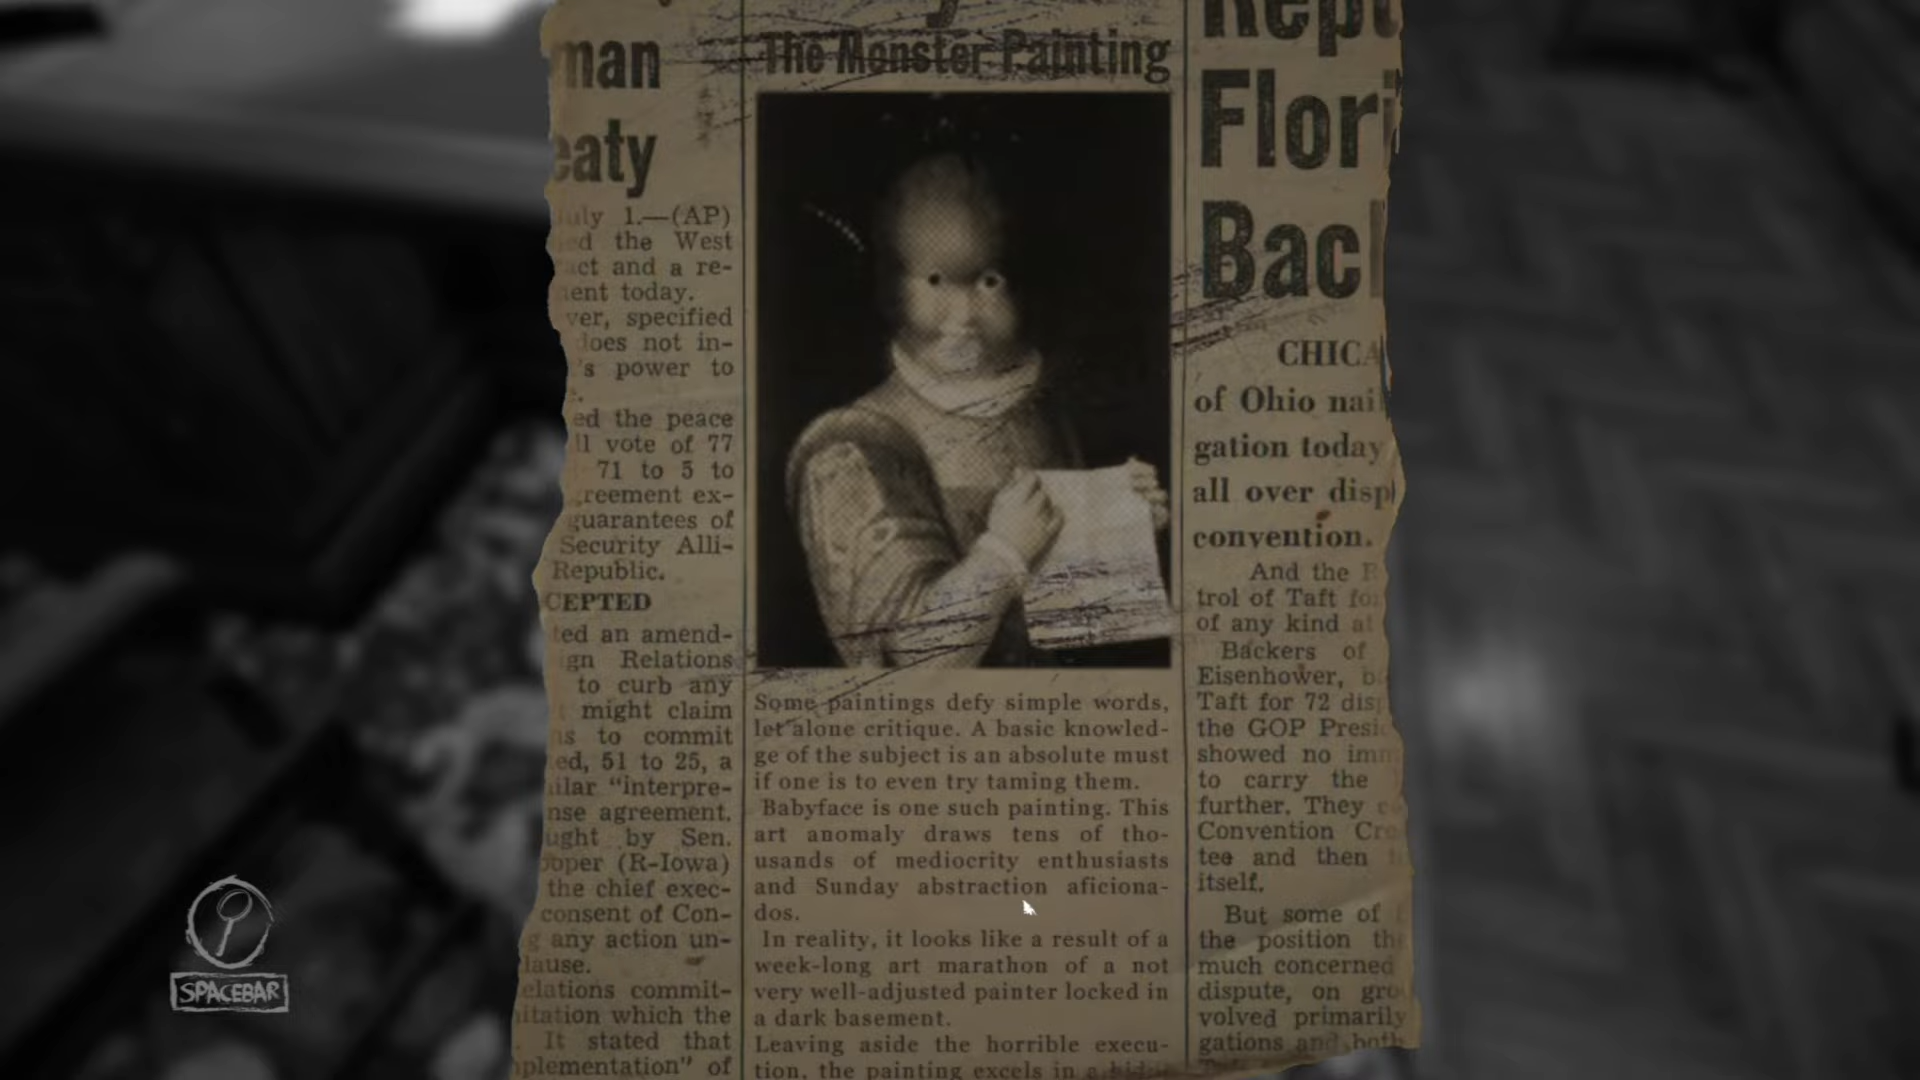 man
eaty
July 1.—(AP)
the West
act and a re-
ent today.
ver, specified
does not in-
's power to
ed the peace
ll vote of 77
71 to 5 to
reement ex-
guarantees of
Security Alli-
Republic.
CEPTED
ted an amend-
ign Relations
to curb any
might claim
ns to commit
ed, 51 to 25, a
ilar "interpre-
nse agreement,
ught by Sen.
oper (R-Iowa)
the chief exec-
consent of Con-
g any action un-
lause.
elations commit-
itation which the
It stated that
plementation" of
The Monster Painting
Some paintings defy simple words,
let alone critique. A basic knowled-
ge of the subject is an absolute must
if one is to even try taming them.
Babyface is one such painting. This
art anomaly draws tens of tho-
usands of mediocrity enthusiasts
and Sunday abstraction aficiona-
dos.
In reality, it looks like a result of a
week-long art marathon of a not
very well-adjusted painter locked in
a dark basement.
Leaving aside the horrible execu-
tion, the painting excels in a
Rept
Flori
Bac
CHICA
of Ohio nai
gation today
all over disp
convention.
And the
trol of Taft for
of any kind at
Backers of
Eisenhower,
Taft for 72 dis
the GOP Presi
showed no im
to carry the
further. They
Convention Cr
tee and then
itself.
But some of
the position the
much concerned
dispute, on gro
volved primarily
gations and both
SPACEBAR